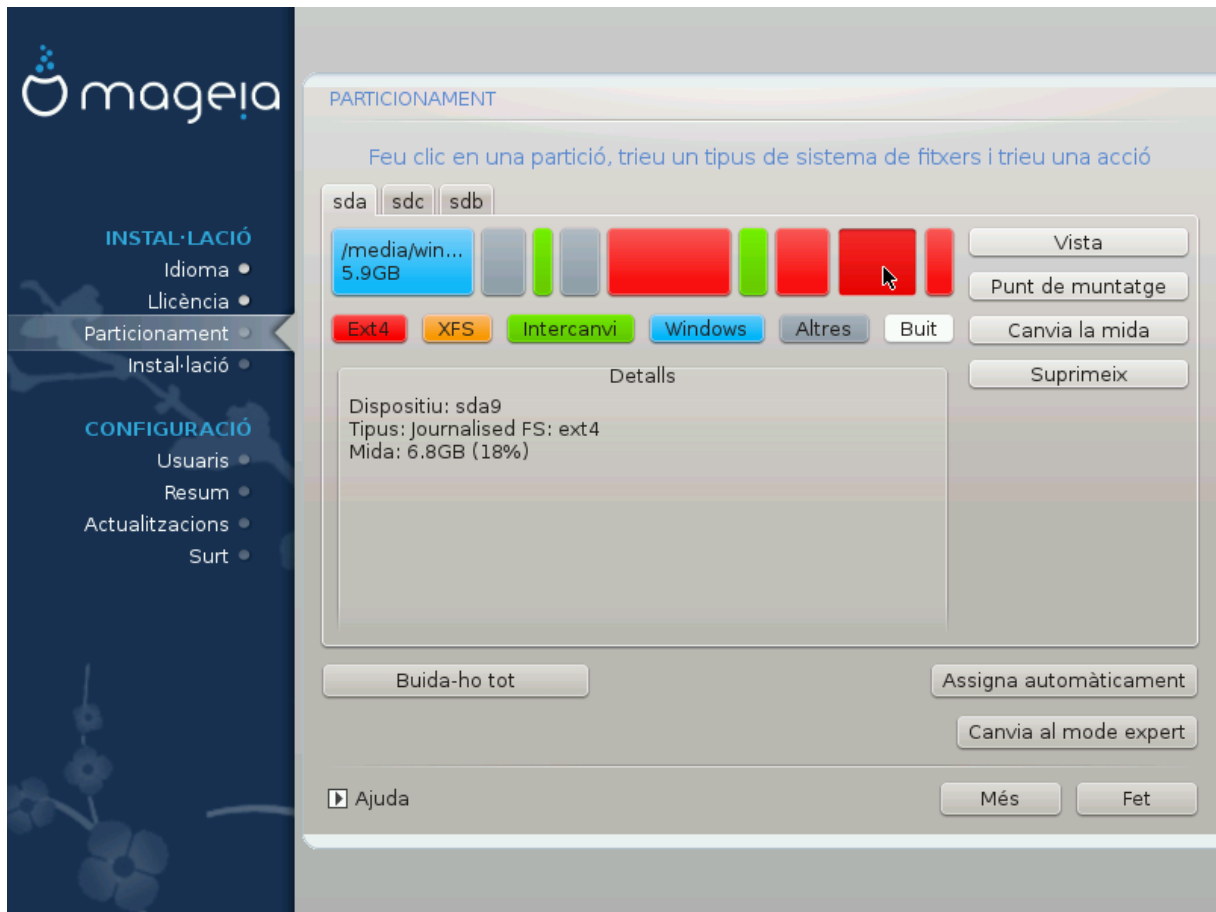 mageia
INSTAL·LACIÓ
Idioma
Llicència
Particionament
Instal·lació
CONFIGURACIÓ
Usuaris
Resum
Actualitzacions
Surt
PARTICIONAMENT
Feu clic en una partició, trieu un tipus de sistema de fitxers i trieu una acció
sda sdc sdb
/media/win...
5.9GB
Ext4 XFS Intercanvi Windows Altres Buit
Vista
Punt de muntatge
Canvia la mida
Suprimeix
Detalls
Dispositiu: sda9
Tipus: Journalised FS: ext4
Mida: 6.8GB (18%)
Buida-ho tot
Assigna automàticament
Canvia al mode expert
Ajuda
Més
Fet